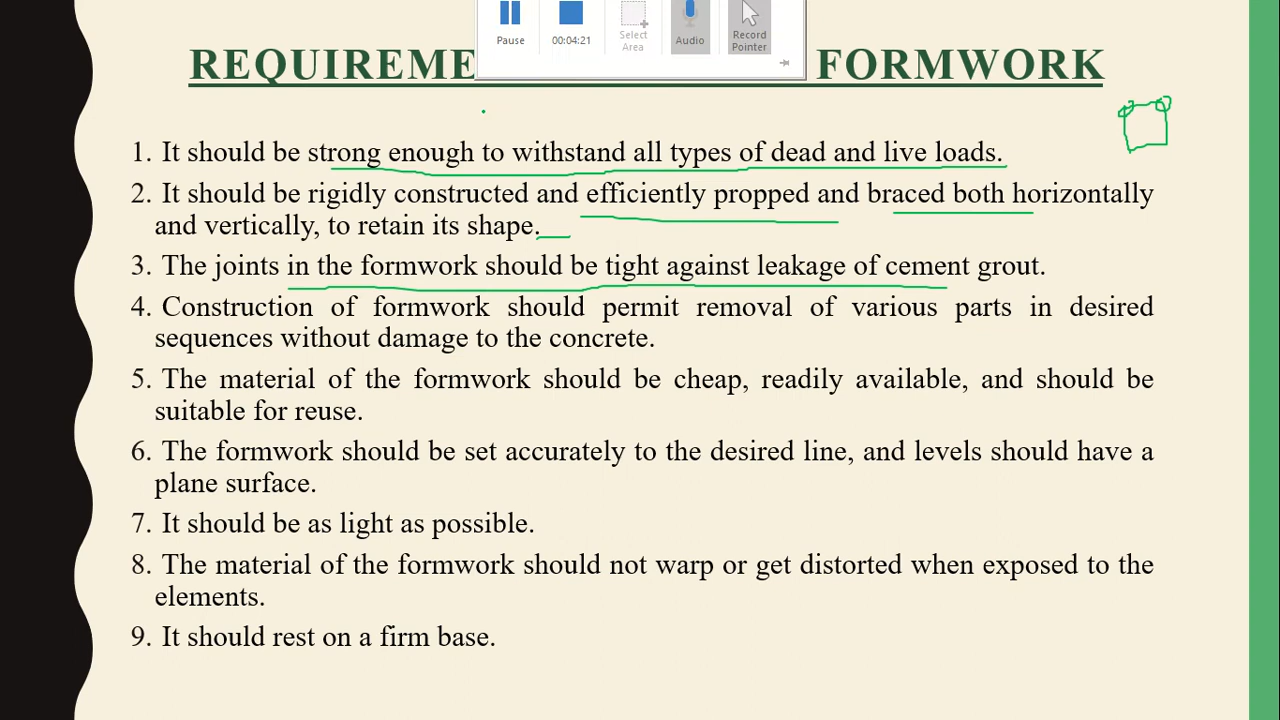 Pause
00:04:21
Select
Area
Audio
Record
Pointer
FORMWORK
1. It should be strong enough to withstand all types of dead and live loads.
2. It should be rigidly constructed and efficiently propped and braced both horizontally
and vertically, to retain its shape.
3. The joints in the formwork should be tight against leakage of cement grout.
4. Construction of formwork should permit removal of various parts in desired
sequences without damage to the concrete.
5. The material of the formwork should be cheap, readily available, and should be
suitable for reuse.
6. The formwork should be set accurately to the desired line, and levels should have a
plane surface.
7. It should be as light as possible.
8. The material of the formwork should not warp or get distorted when exposed to the
elements.
9. It should rest on a firm base.